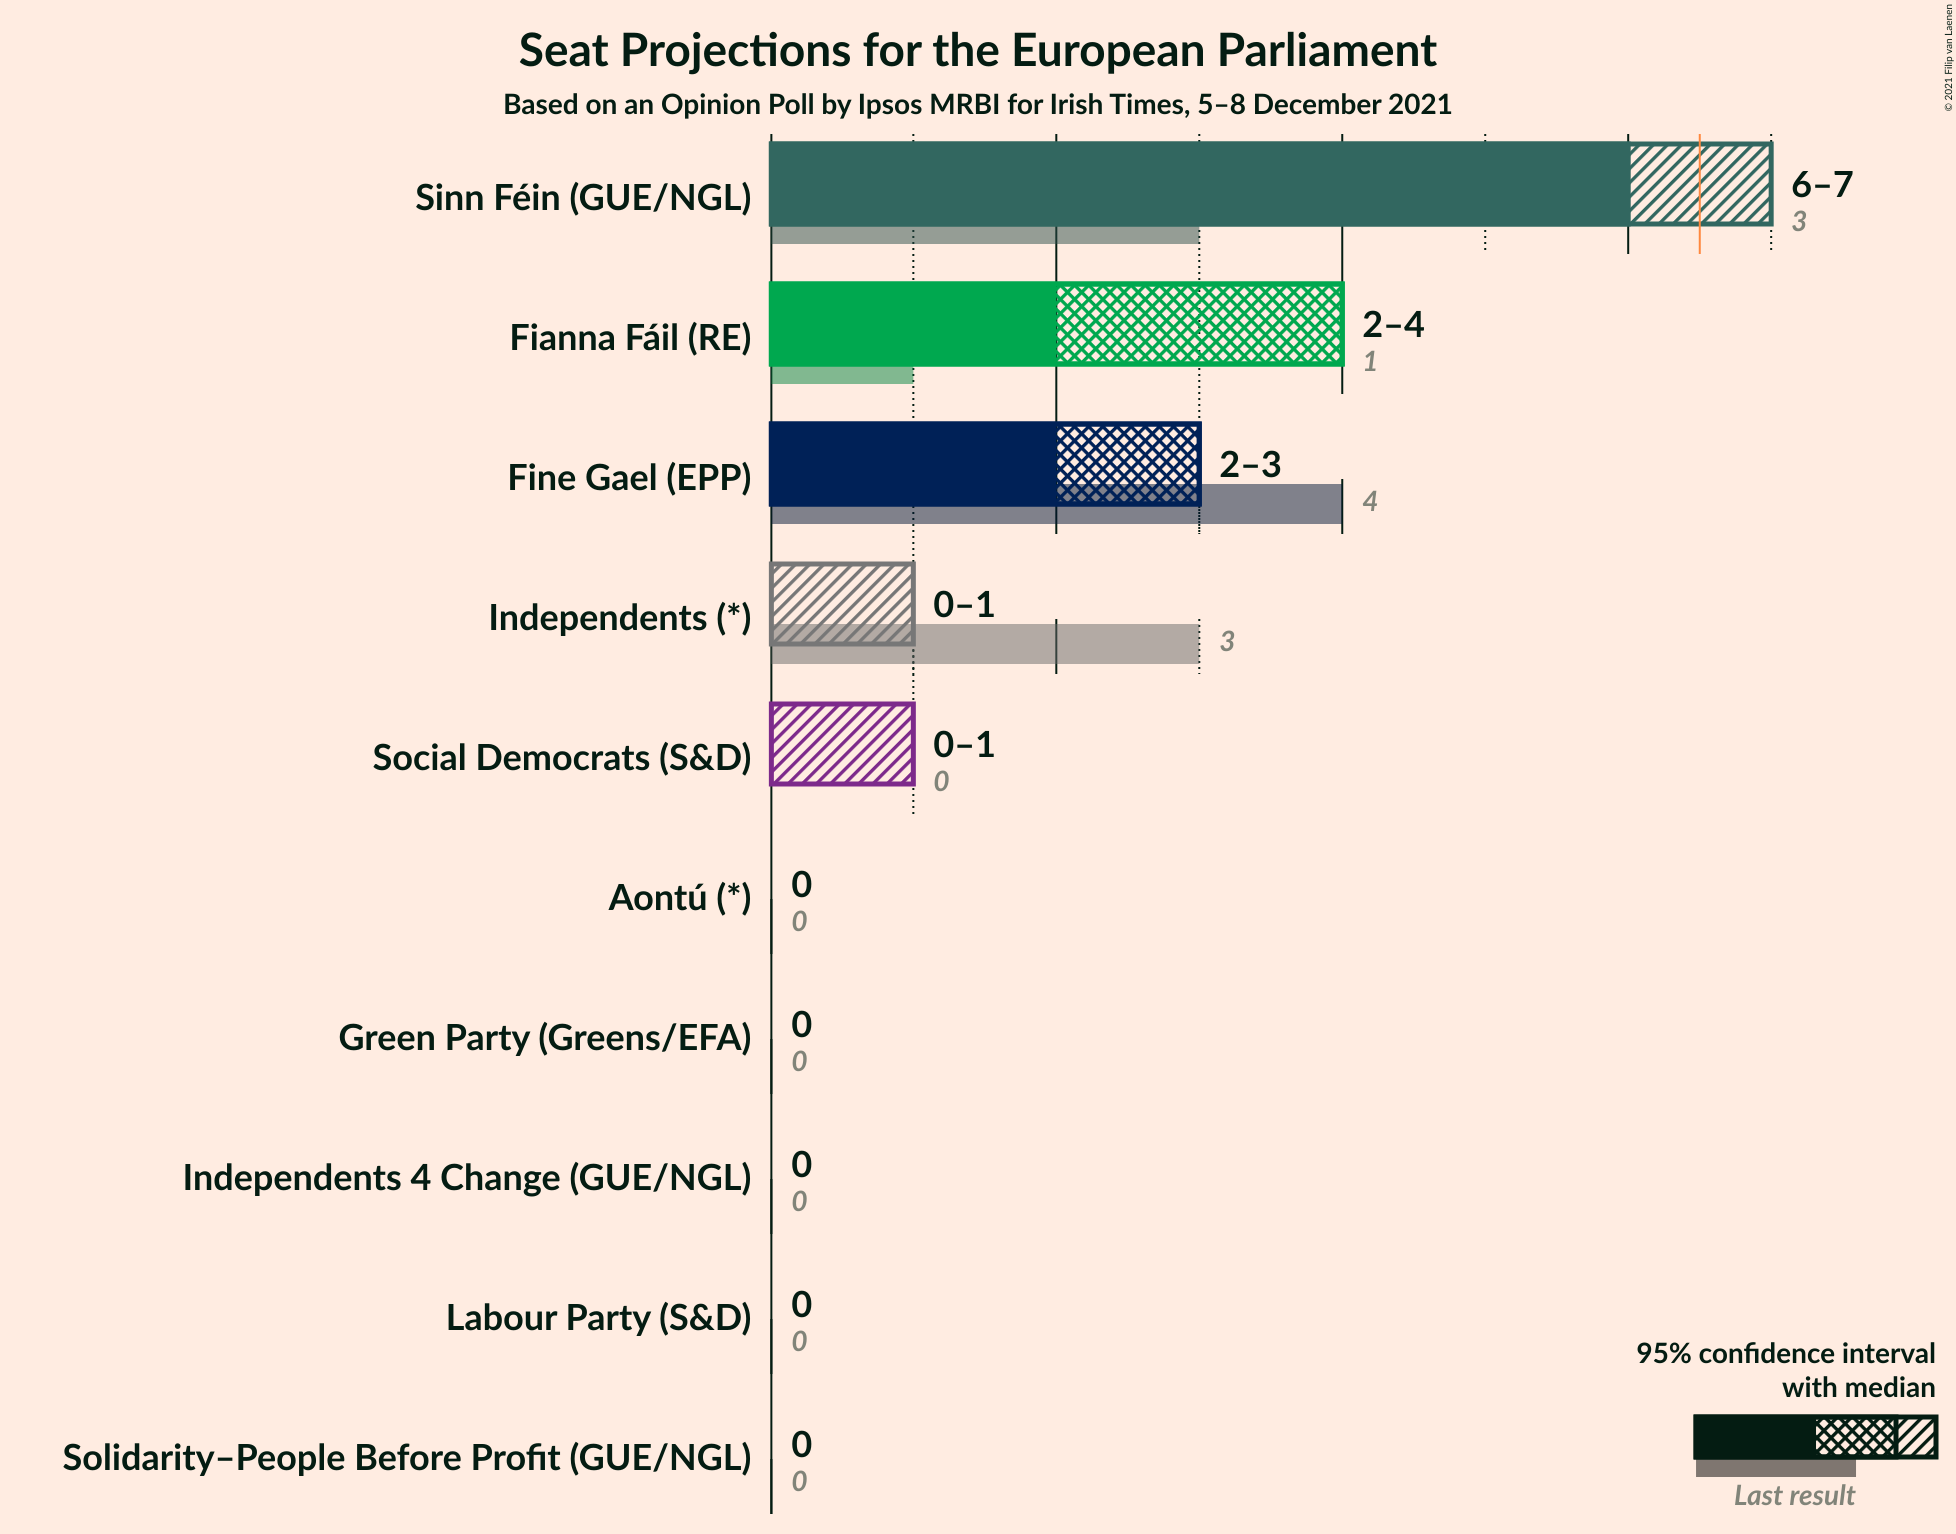 Seat Projections for the European Parliament
Based on an Opinion Poll by Ipsos MRBI for Irish Times, 5–8 December 2021
© 2021 Filip van Laenen
Sinn Féin (GUE/NGL)
6–7
3
Fianna Fáil (RE)
2–4
1
Fine Gael (EPP)
2–3
4
Independents (*)
0–1
3
Social Democrats (S&D)
0–1
0
Aontú (*)
0
0
Green Party (Greens/EFA)
0
0
Independents 4 Change (GUE/NGL)
0
0
Labour Party (S&D)
0
0
Solidarity–People Before Profit (GUE/NGL)
0
0
95% confidence interval
with median
Last result